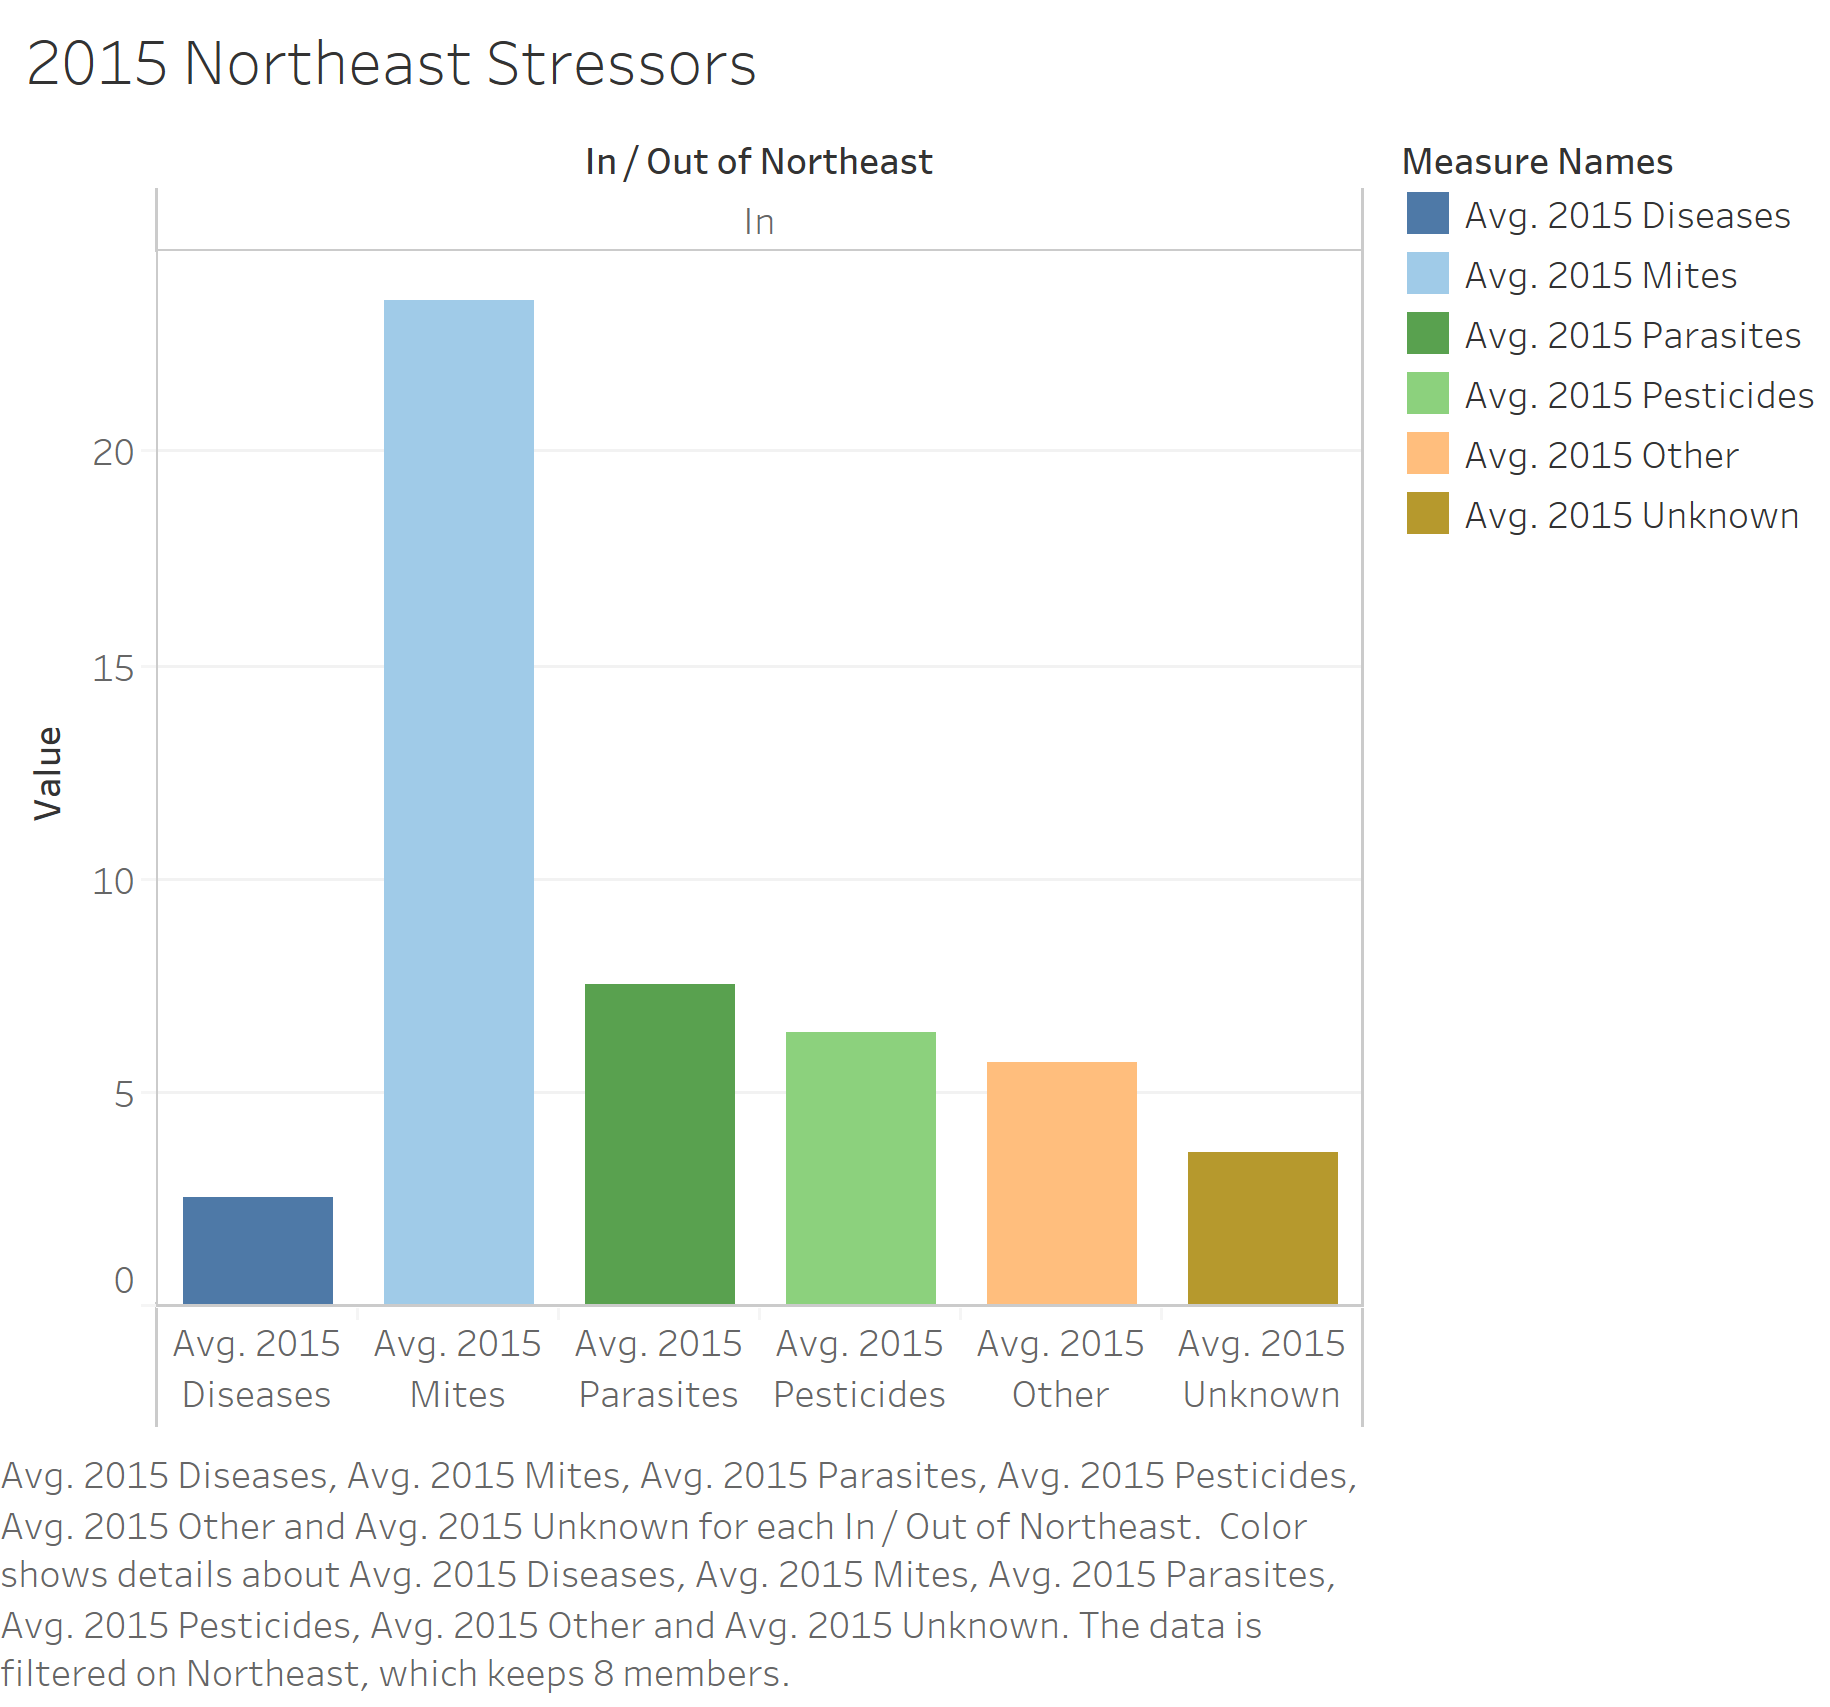 2015 Northeast Stressors
In / Out of Northeast
In
Measure Names
Avg. 2015 Diseases
Avg. 2015 Mites
Avg. 2015 Parasites
Avg. 2015 Pesticides
Avg. 2015 Other
Avg. 2015 Unknown
Value
20
15
10
5
0
Avg. 2015 Diseases
Avg. 2015 Mites
Avg. 2015 Parasites
Avg. 2015 Pesticides
Avg. 2015 Other
Avg. 2015 Unknown
Avg. 2015 Diseases, Avg. 2015 Mites, Avg. 2015 Parasites, Avg. 2015 Pesticides,
Avg. 2015 Other and Avg. 2015 Unknown for each In / Out of Northeast.  Color
shows details about Avg. 2015 Diseases, Avg. 2015 Mites, Avg. 2015 Parasites,
Avg. 2015 Pesticides, Avg. 2015 Other and Avg. 2015 Unknown. The data is
filtered on Northeast, which keeps 8 members.